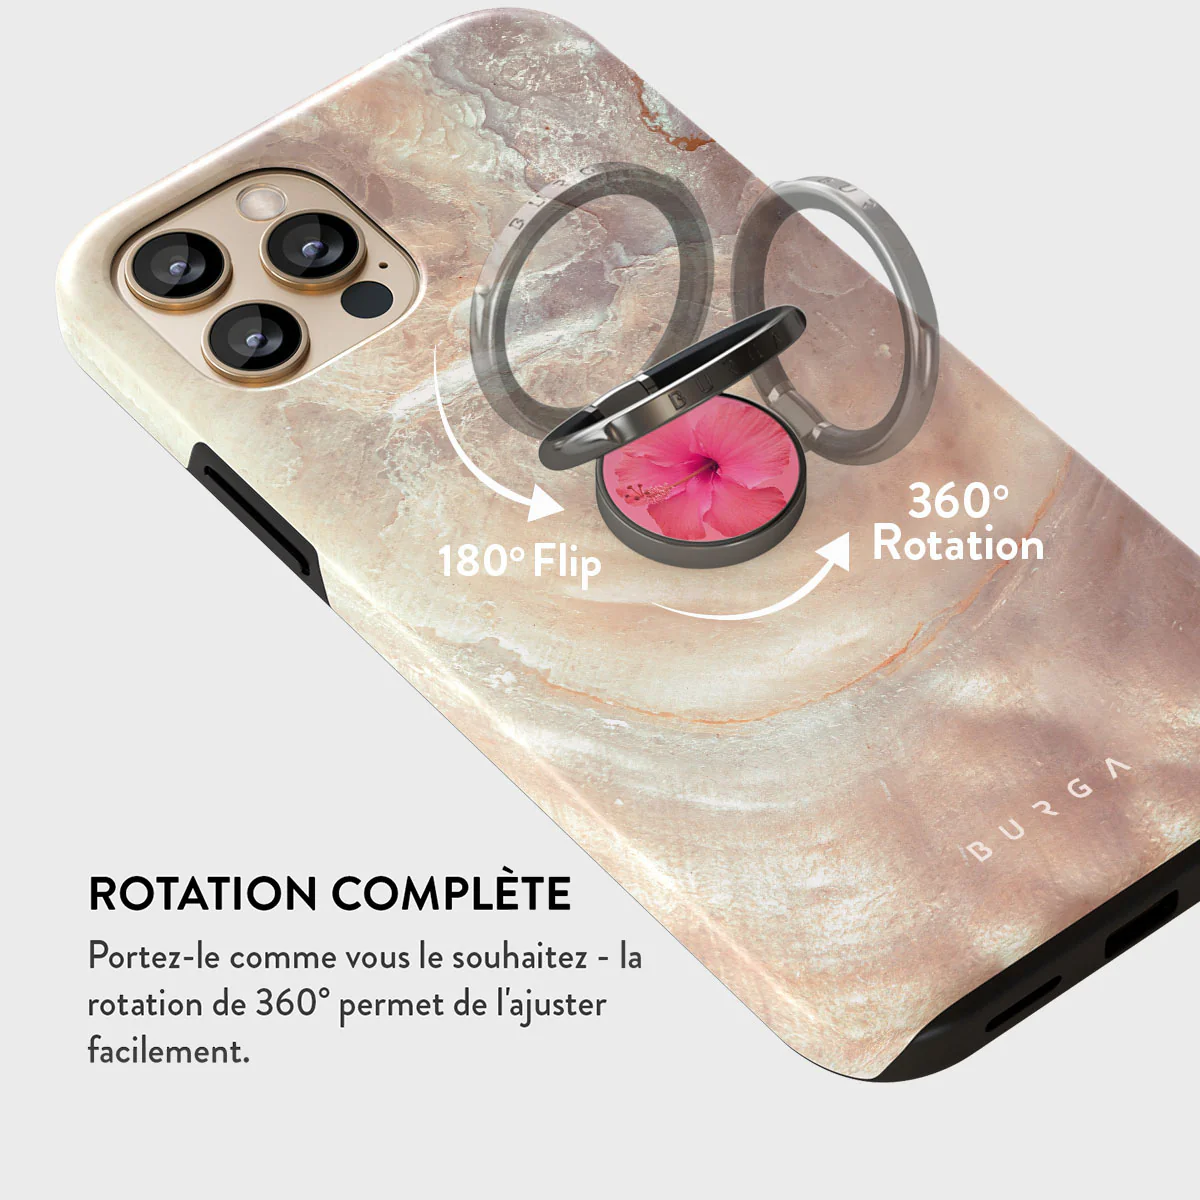 BURGA
180° Flip
360°
Rotation
BURGA
ROTATION COMPLÈTE
Portez-le comme vous le souhaitez - la
rotation de 360° permet de l'ajuster
facilement.